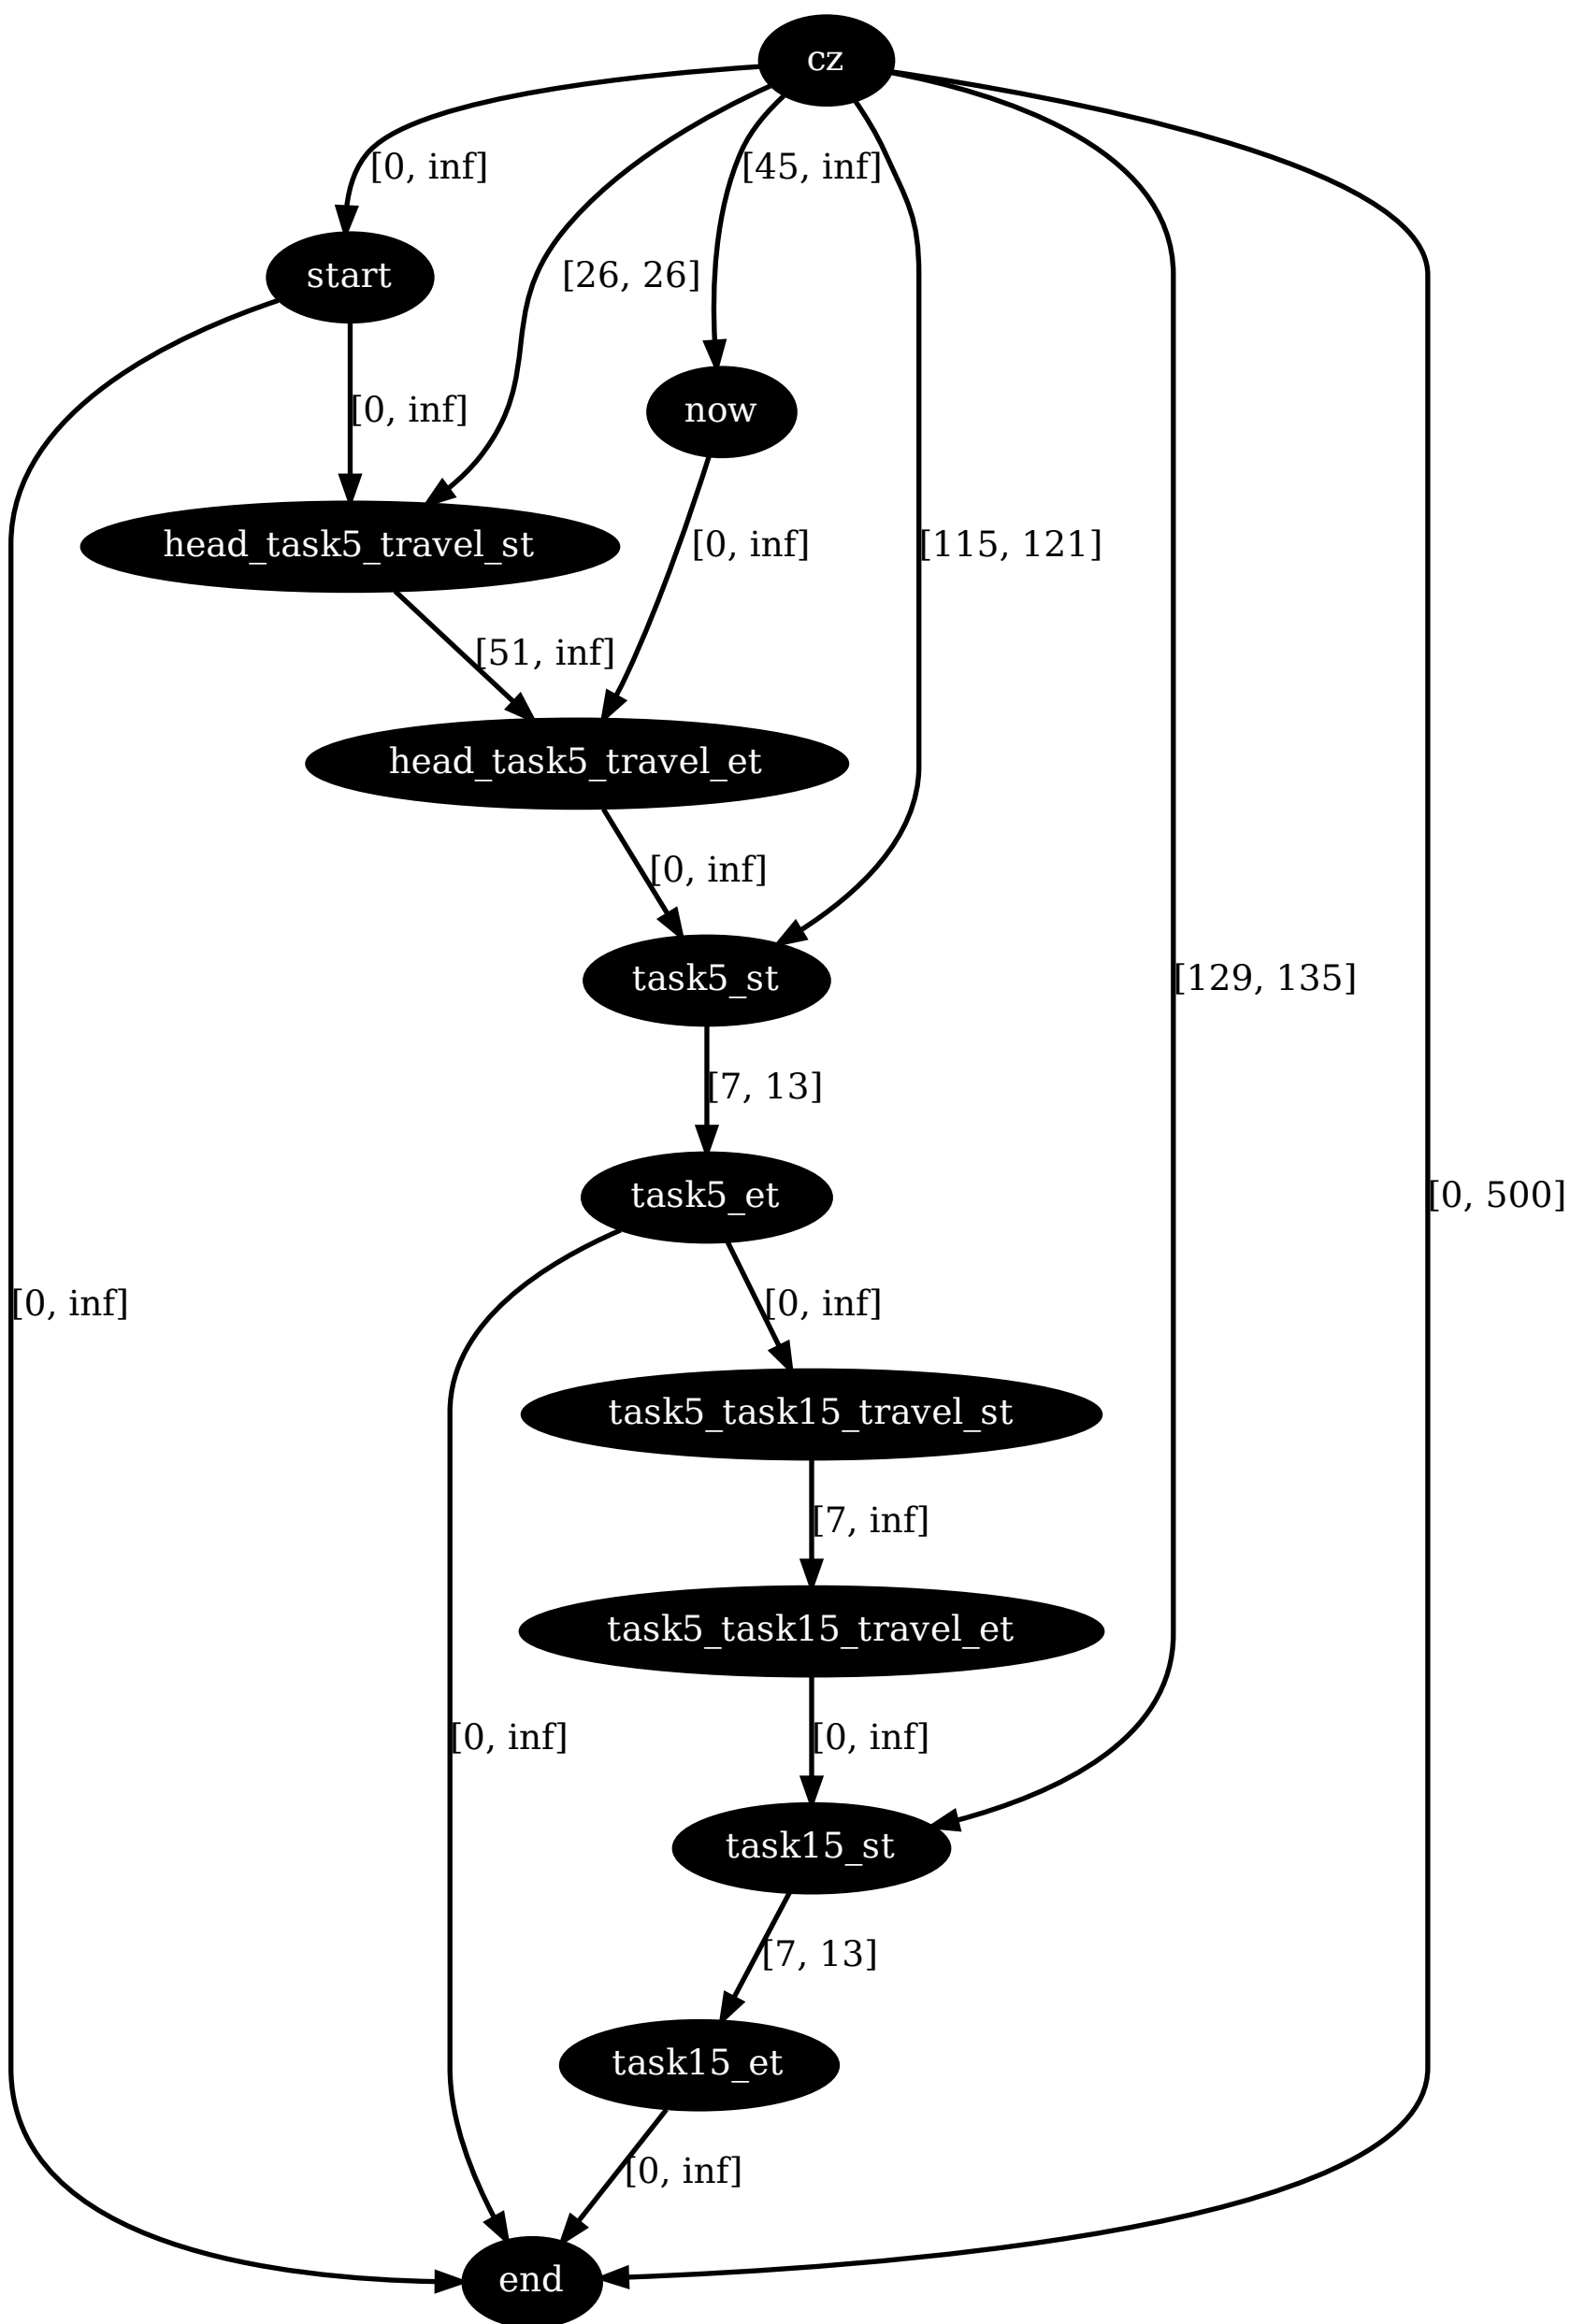 cz
[0, inf]
[45, inf]
start
[26, 26]
now
[0, inf]
head_task5_travel_st
[0, inf]
[115, 121]
[51, inf]
head_task5_travel_et
[0, inf]
task5_st
[129, 135]
[7, 13]
task5_et
[0, 500]
[0, inf]
[0, inf]
task5_task15_travel_st
[7, inf]
task5_task15_travel_et
[0, inf]
[0, inf]
task15_st
[7, 13]
task15_et
[0, inf]
end